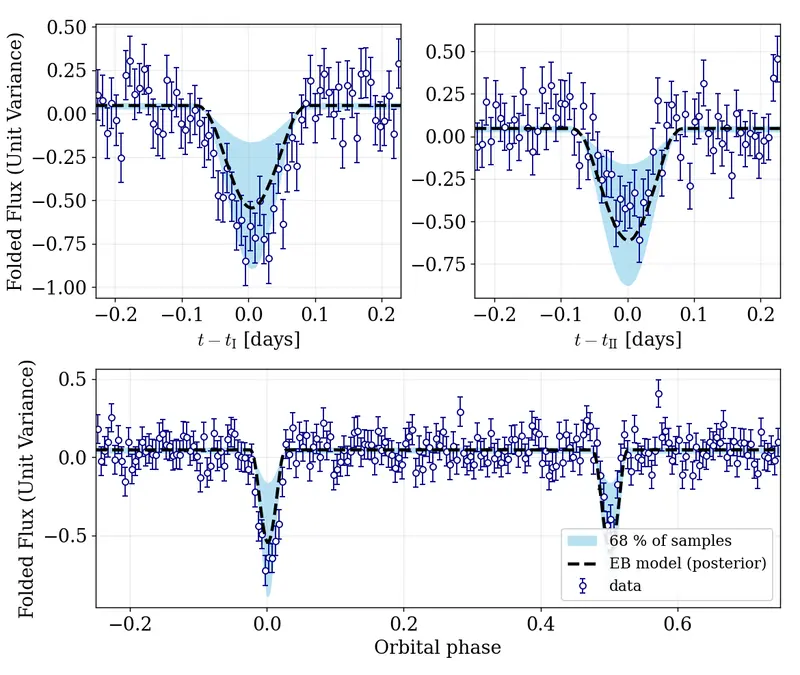 Folded Flux (Unit Variance)
0.50
0.25
0.00
−0.25
−0.50
−0.75
−1.00
−0.2 −0.1 0.0 0.1 0.2
t − tI [days]
0.50
0.25
0.00
−0.25
−0.50
−0.75
−0.2 −0.1 0.0 0.1 0.2
t − tII [days]
Folded Flux (Unit Variance)
0.5
0.0
−0.5
68 % of samples
EB model (posterior)
data
−0.2 0.0 0.2 0.4 0.6
Orbital phase